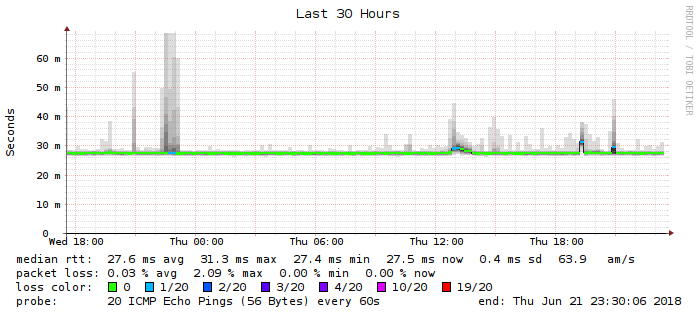 Last 30 Hours
RRDTOOL / TOBI OETIKER
Seconds
60 m
50 m
40 m
30 m
20 m
10 m
0
Wed 18:00 Thu 00:00 Thu 06:00 Thu 12:00 Thu 18:00
median rtt: 27.6 ms avg 31.3 ms max 27.4 ms min 27.5 ms now 0.4 ms sd 63.9 am/s
packet loss: 0.03 % avg 2.09 % max 0.00 % min 0.00 % now
loss color: 0 1/20 2/20 3/20 4/20 10/20 19/20
probe: 20 ICMP Echo Pings (56 Bytes) every 60s end: Thu Jun 21 23:30:06 2018